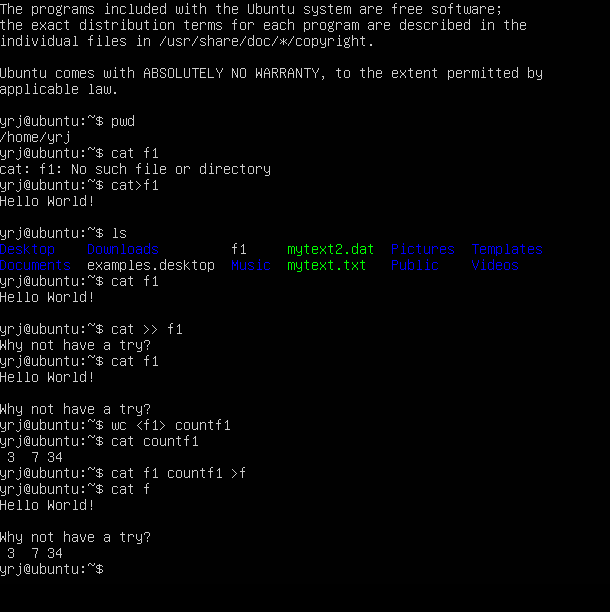 The programs included with the Ubuntu system are free software;
the exact distribution terms for each program are described in the
individual files in /usr/share/doc/*/copyright.
Ubuntu comes with ABSOLUTELY NO WARRANTY, to the extent permitted by
applicable law.
yrj@ubuntu:~$ pwd
/home/yrj
yrj@ubuntu:~$ cat f1
cat: f1: No such file or directory
yrj@ubuntu:~$ cat>f1
Hello World!
yrj@ubuntu:~$ ls
Desktop Downloads f1 mytext2.dat Pictures Templates
Documents examples.desktop Music mytext.txt Public Videos
yrj@ubuntu:~$ cat f1
Hello World!
yrj@ubuntu:~$ cat >> f1
Why not have a try?
yrj@ubuntu:~$ cat f1
Hello World!
Why not have a try?
yrj@ubuntu:~$ wc <f1> countf1
yrj@ubuntu:~$ cat countf1
3 7 34
yrj@ubuntu:~$ cat f1 countf1 >f
yrj@ubuntu:~$ cat f
Hello World!
Why not have a try?
3 7 34
yrj@ubuntu:~$